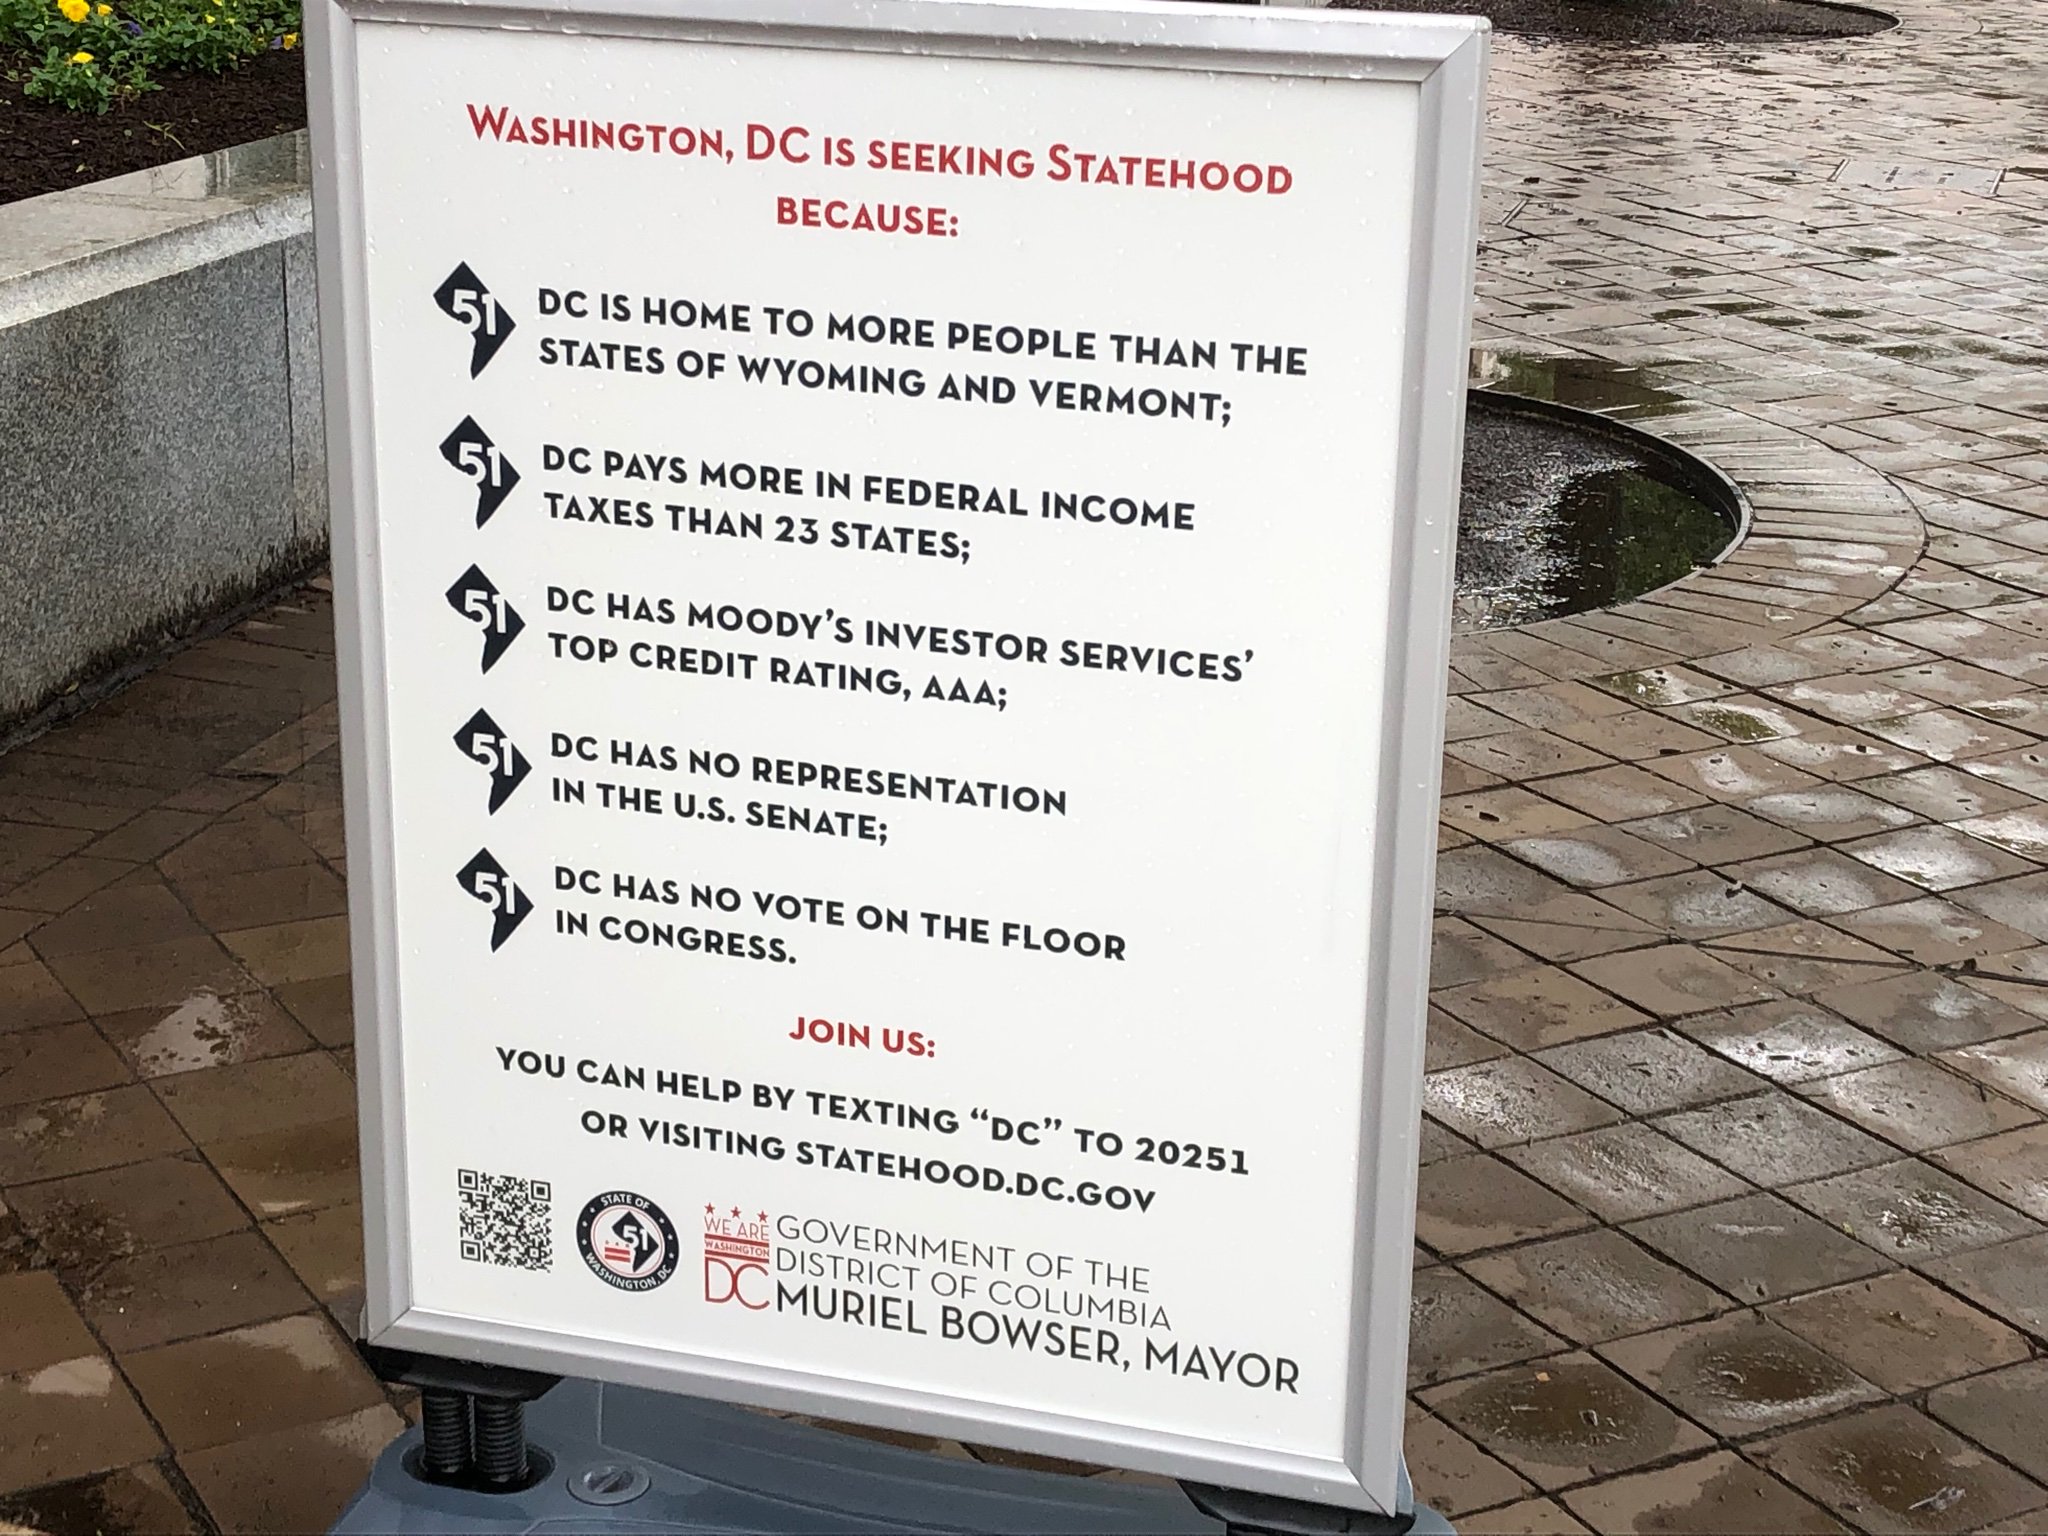 Washington, DC is seeking Statehood
because:
51
DC IS HOME TO MORE PEOPLE THAN THE
STATES OF WYOMING AND VERMONT;
51
DC PAYS MORE IN FEDERAL INCOME
TAXES THAN 23 STATES;
51
DC HAS MOODY'S INVESTOR SERVICES'
TOP CREDIT RATING, AAA;
51
DC HAS NO REPRESENTATION
IN THE U.S. SENATE;
51
DC HAS NO VOTE ON THE FLOOR
IN CONGRESS.
JOIN US:
YOU CAN HELP BY TEXTING “DC” TO 20251
OR VISITING STATEHOOD.DC.GOV
STATE OF
51
WASHINGTON, DC
WE ARE
WASHINGTON
DC
GOVERNMENT OF THE
DISTRICT OF COLUMBIA
MURIEL BOWSER, MAYOR